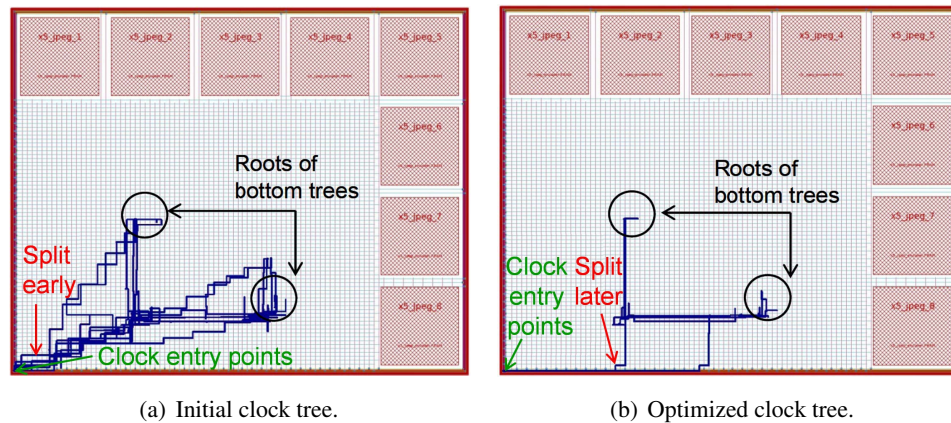 x5_jpeg_1 x5_jpeg_2 x5_jpeg_3 x5_jpeg_4 x5_jpeg_5
x5_jpeg_6
x5_jpeg_7
x5_jpeg_8
Roots of
bottom trees
Split
early
Clock entry points
(a) Initial clock tree.
x5_jpeg_1 x5_jpeg_2 x5_jpeg_3 x5_jpeg_4 x5_jpeg_5
x5_jpeg_6
x5_jpeg_7
x5_jpeg_8
Roots of
bottom trees
Clock
entry
points
Split
later
(b) Optimized clock tree.